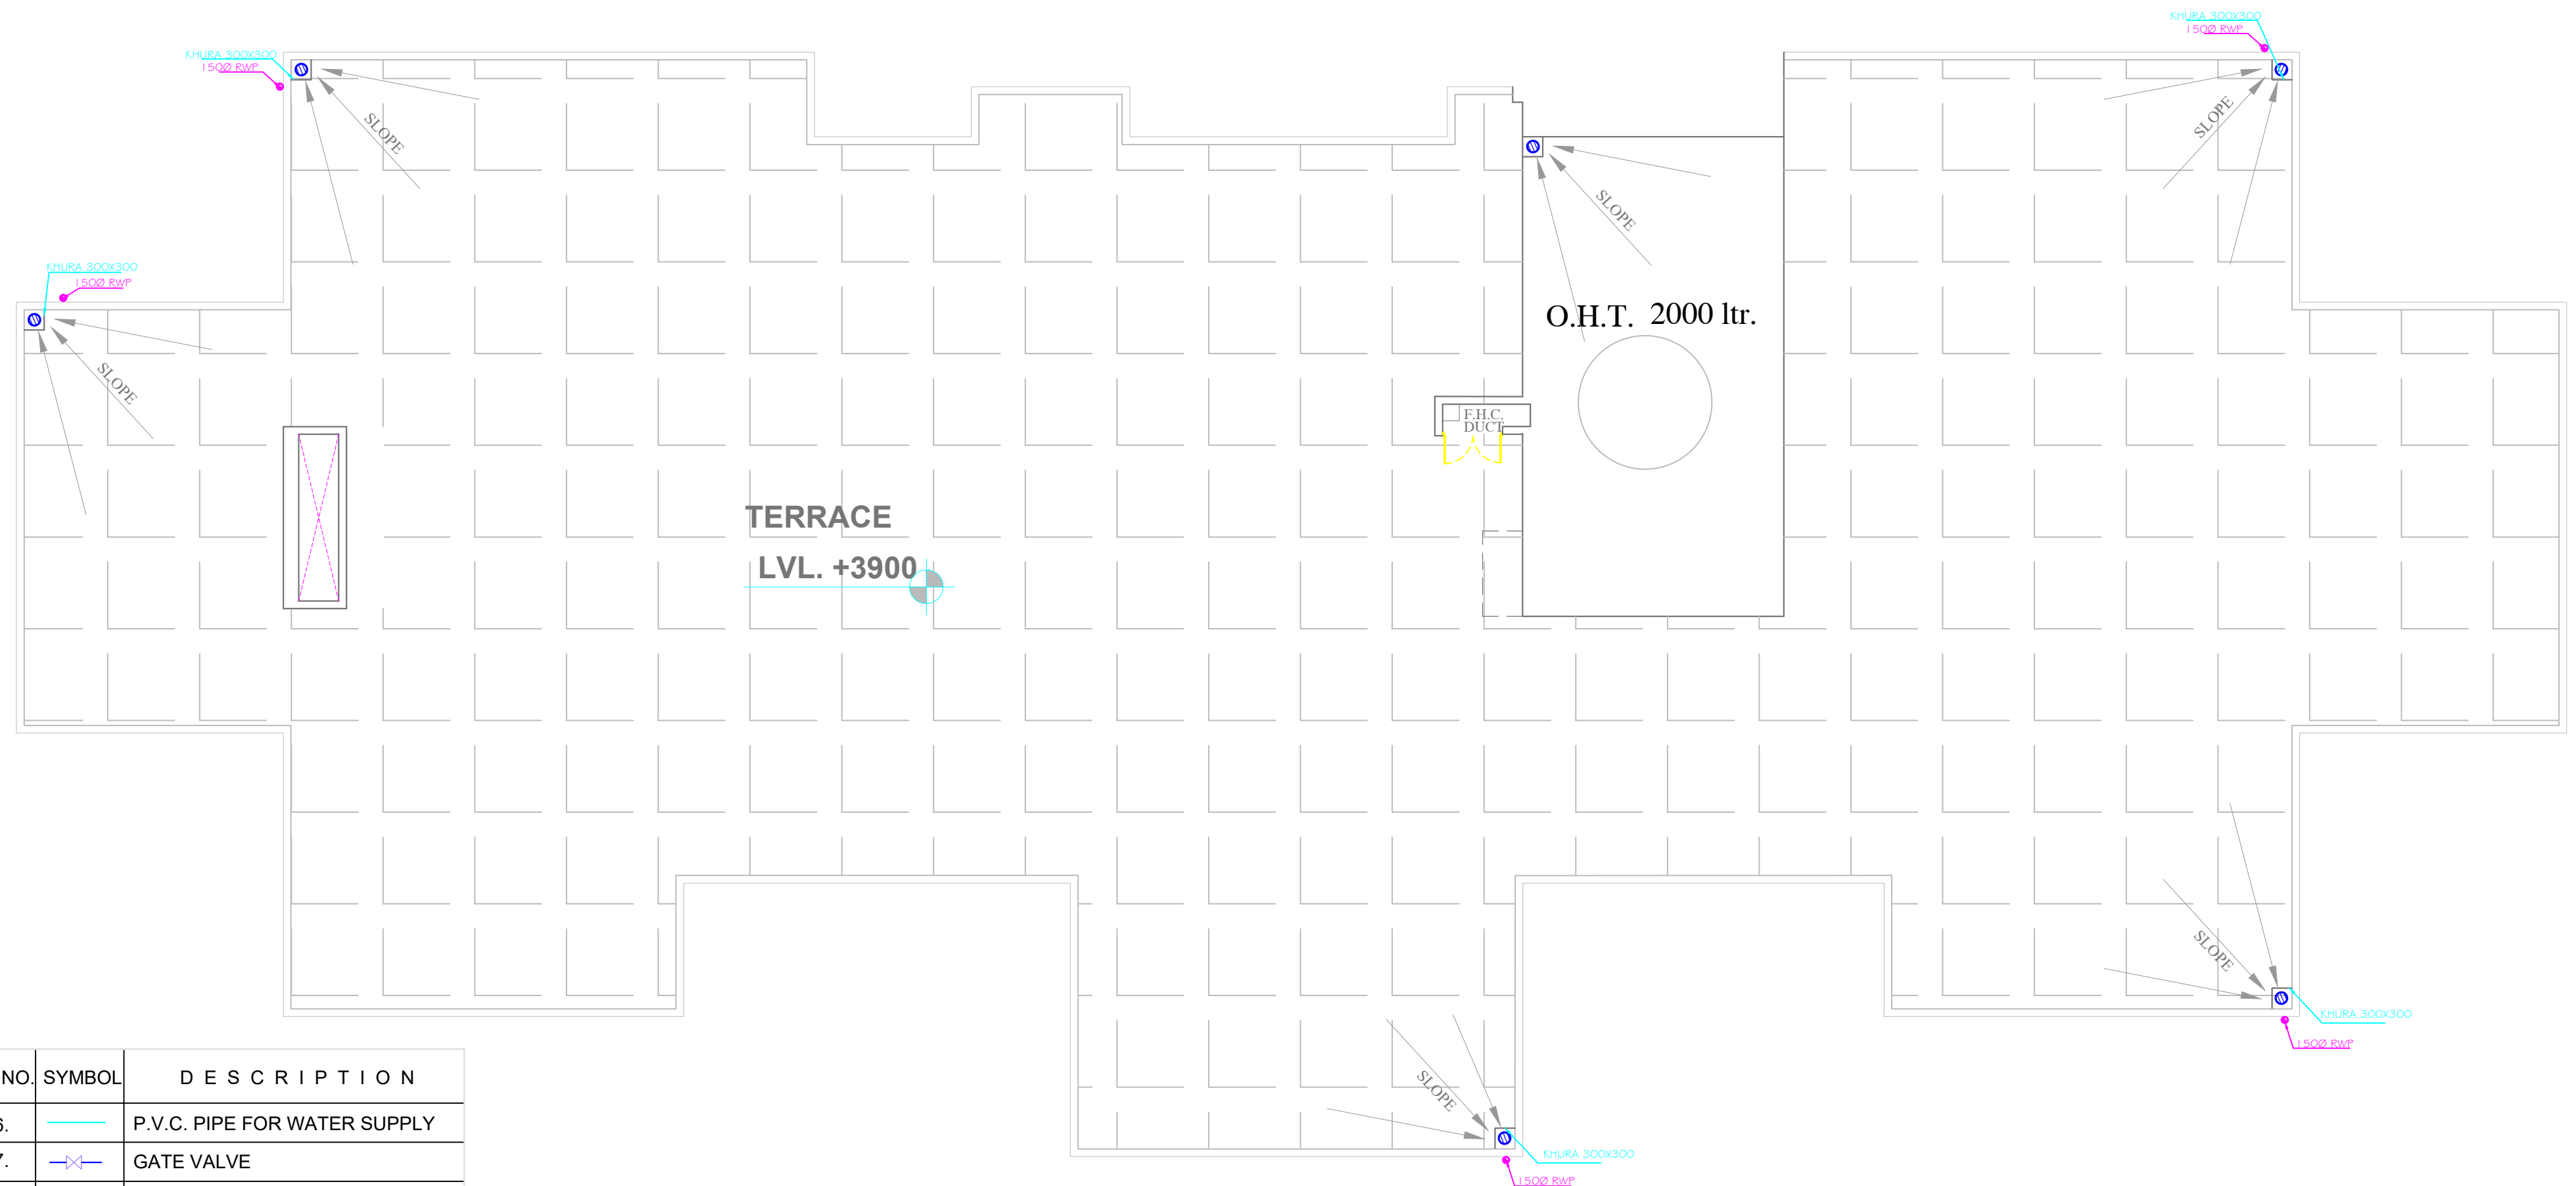 KHURA 300X300
150Ø RWP
KHURA 300X300
150Ø RWP
SLOPE
SLOPE
SLOPE
KHURA 300X300
150Ø RWP
SLOPE
O.H.T. 2000 ltr.
F.H.C.
DUCT
TERRACE
LVL. +3900
SLOPE
KHURA 300X300
150Ø RWP
SLOPE
KHURA 300X300
150Ø RWP
NO. SYMBOL DESCRIPTION
P.V.C. PIPE FOR WATER SUPPLY
7. GATE VALVE